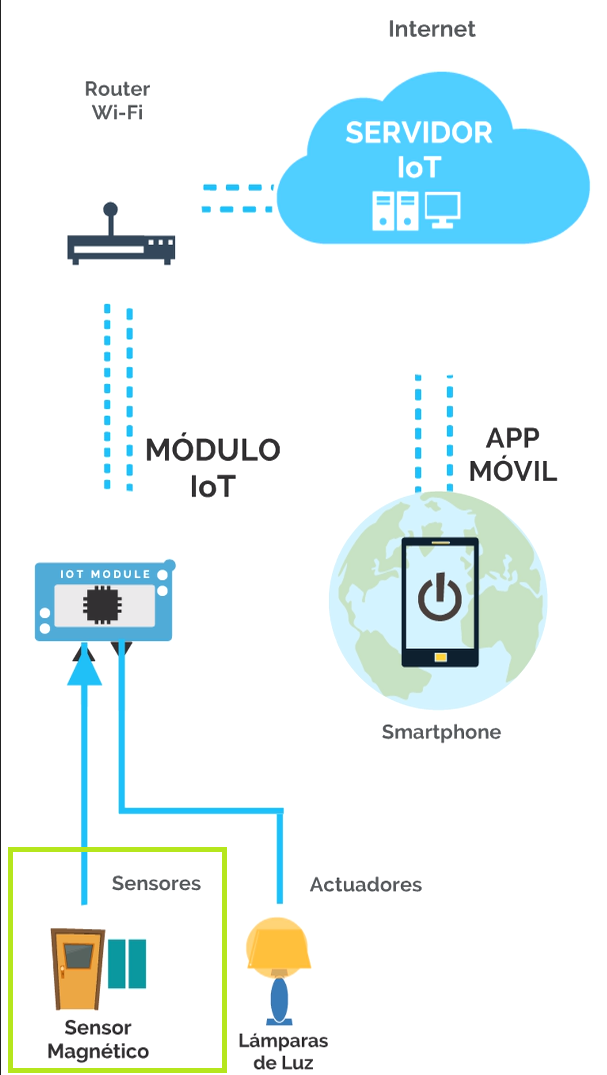 Internet
Router
Wi-Fi
SERVIDOR
IoT
MÓDULO
IoT
APP
MÓVIL
IOT MODULE
Smartphone
Sensores
Actuadores
Sensor
Magnético
Lámparas
de Luz